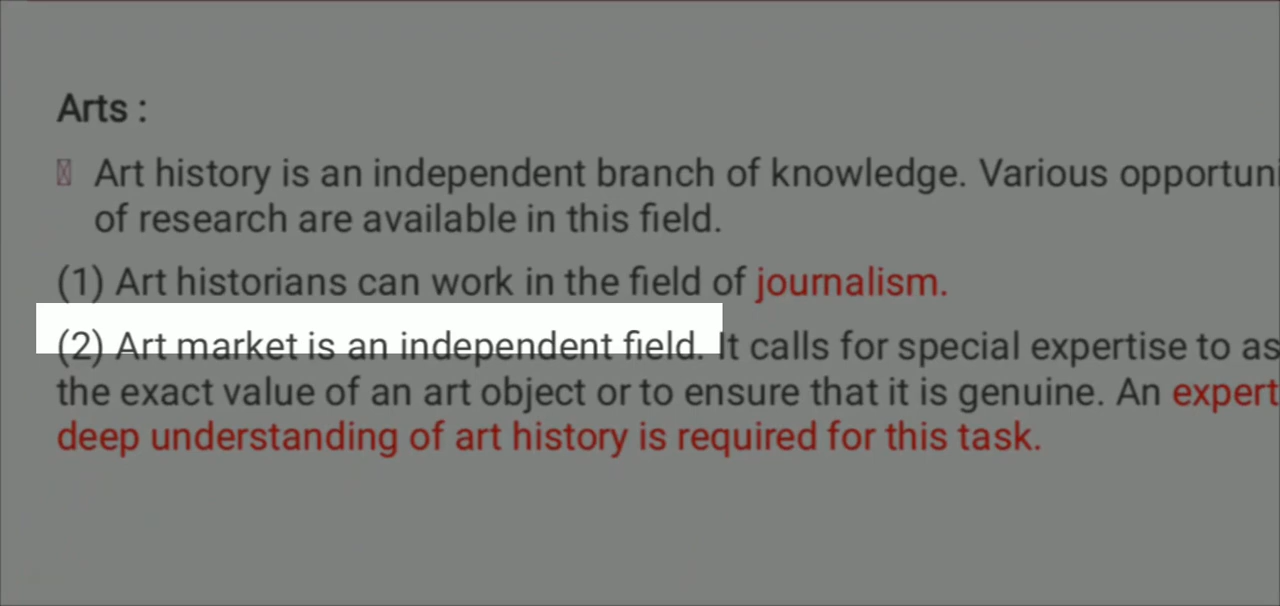 Arts :
Art history is an independent branch of knowledge. Various
of research are available in this field.
(1) Art historians can work in the field of journalism.
(2) Art market is an independent field. It calls for special expertise to
the exact value of an art object or to ensure that it is genuine. An expert
deep understanding of art history is required for this task.